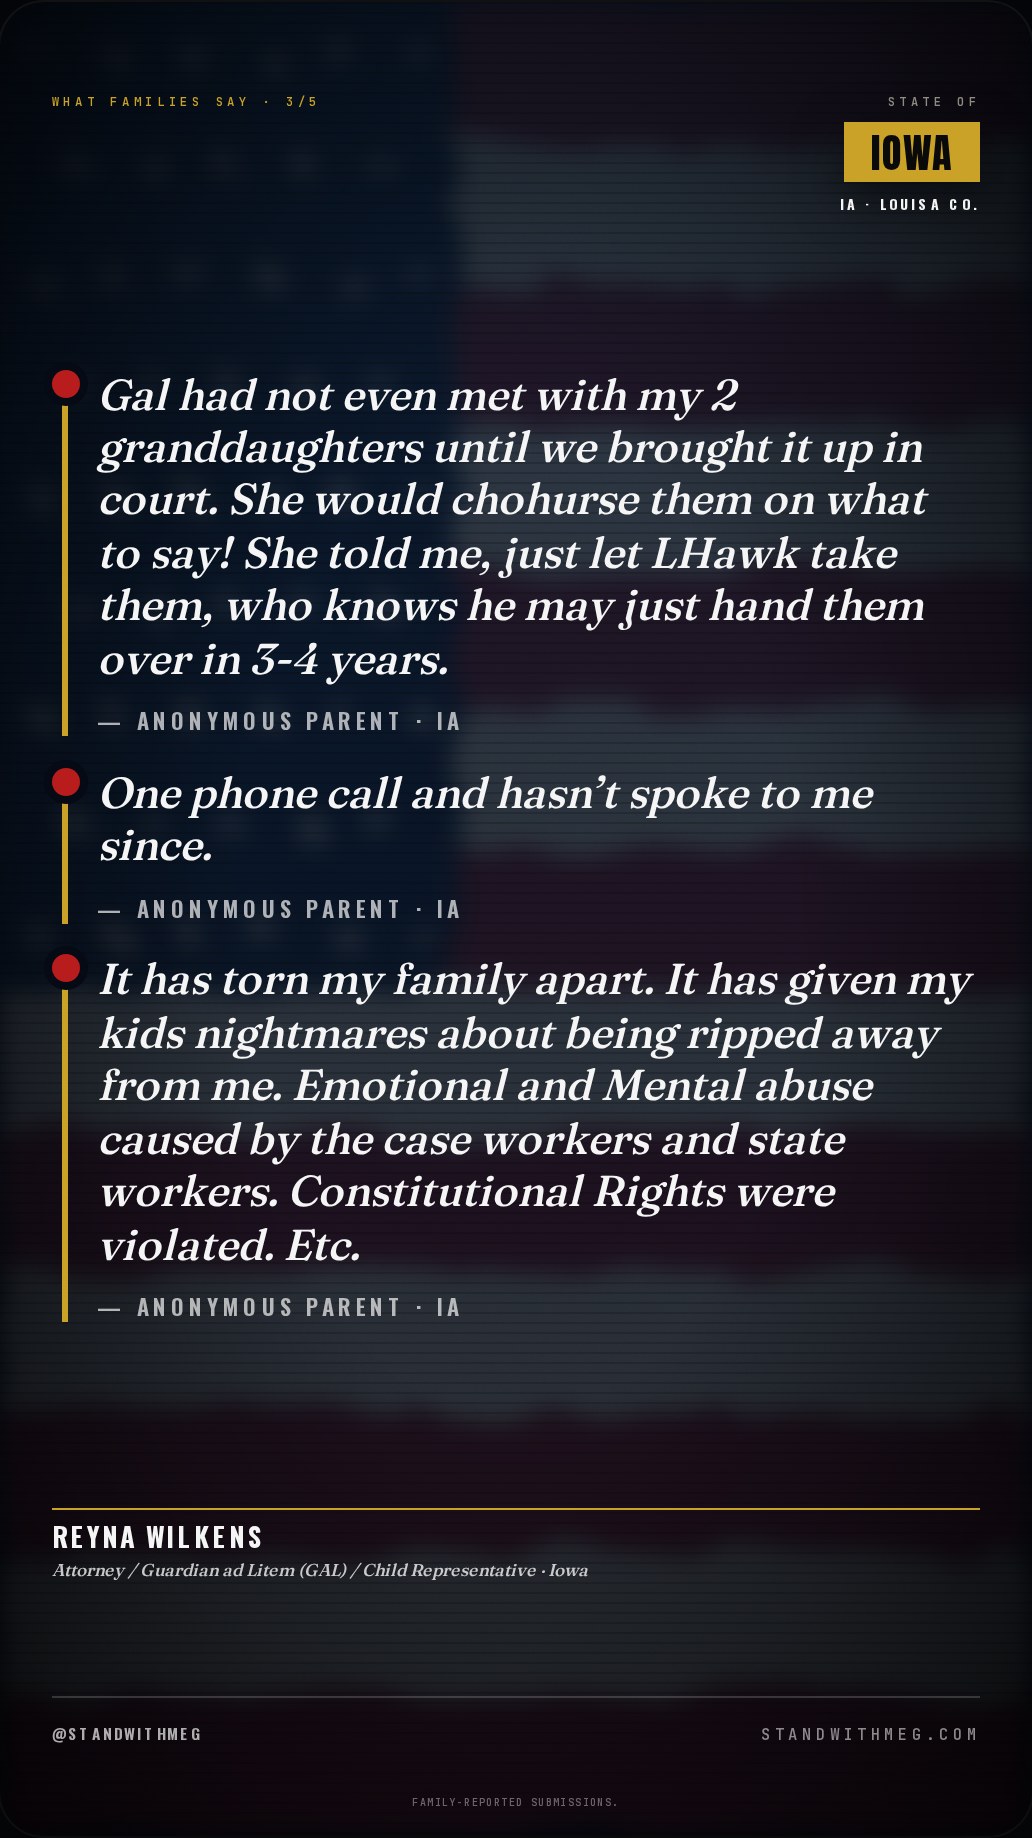 WHAT FAMILIES SAY · 3/5
STATE OF
IOWA
IA · LOUISA CO.
Gal had not even met with my 2
granddaughters until we brought it up in
court. She would chohurse them on what
to say! She told me, just let LHawk take
them, who knows he may just hand them
over in 3-4 years.
— ANONYMOUS PARENT · IA
One phone call and hasn’t spoke to me
since.
— ANONYMOUS PARENT · IA
It has torn my family apart. It has given my
kids nightmares about being ripped away
from me. Emotional and Mental abuse
caused by the case workers and state
workers. Constitutional Rights were
violated. Etc.
— ANONYMOUS PARENT · IA
REYNA WILKENS
Attorney / Guardian ad Litem (GAL) / Child Representative · Iowa
@STANDWITHMEG
STANDWITHMEG.COM
FAMILY-REPORTED SUBMISSIONS.